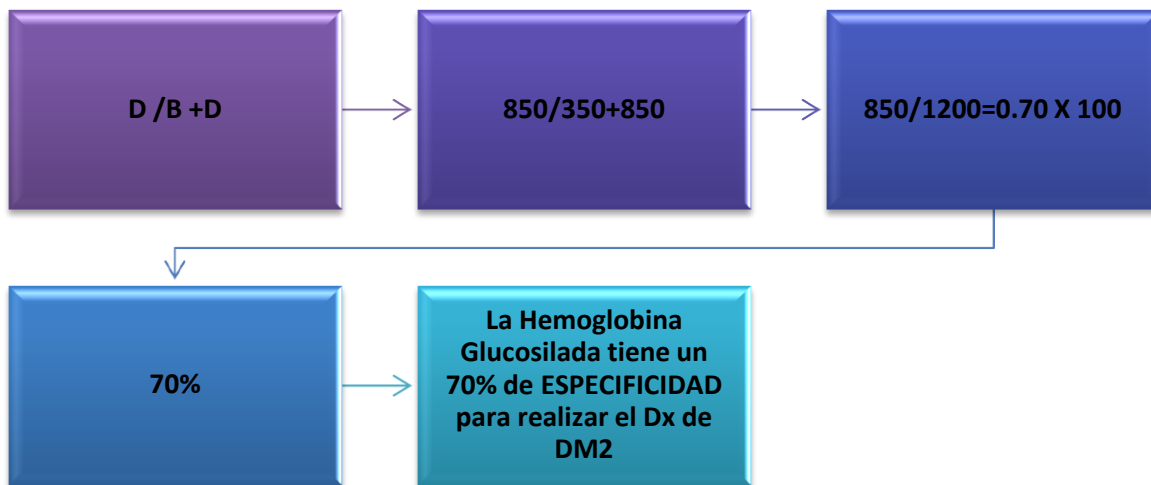 D /B +D
850/350+850
850/1200=0.70 X 100
70%
La Hemoglobina
Glucosilada tiene un
70% de ESPECIFICIDAD
para realizar el Dx de
DM2